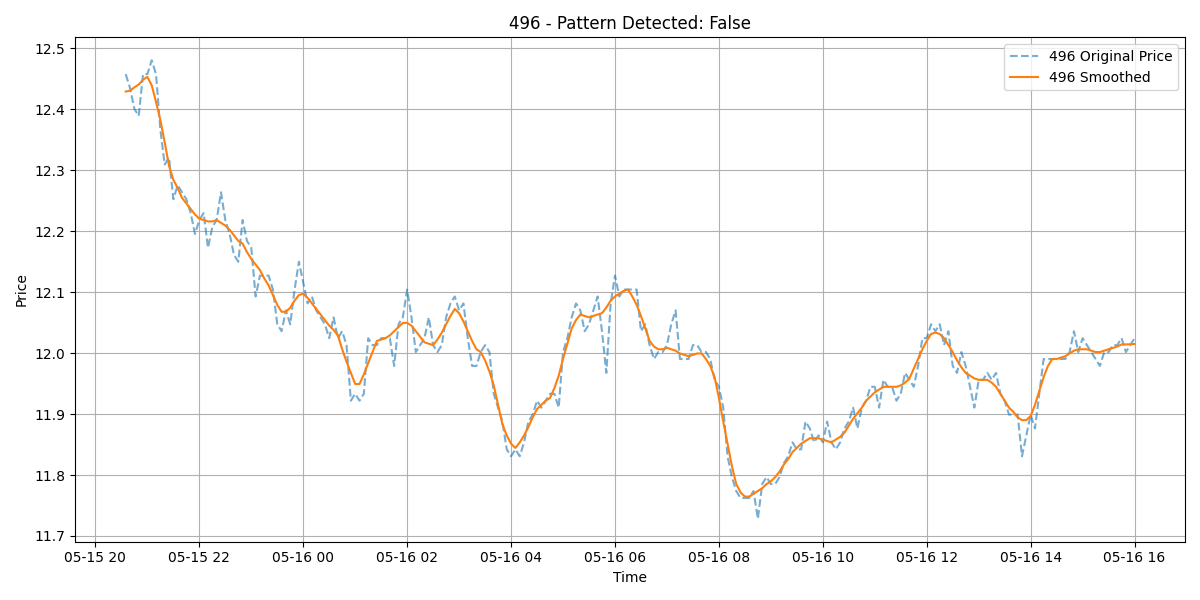 496 - Pattern Detected: False
496 Original Price
496 Smoothed
Price
12.5
12.4
12.3
12.2
12.1
12.0
11.9
11.8
11.7
05-15 20 05-15 22 05-16 00 05-16 02 05-16 04 05-16 06 05-16 08 05-16 10 05-16 12 05-16 14 05-16 16
Time